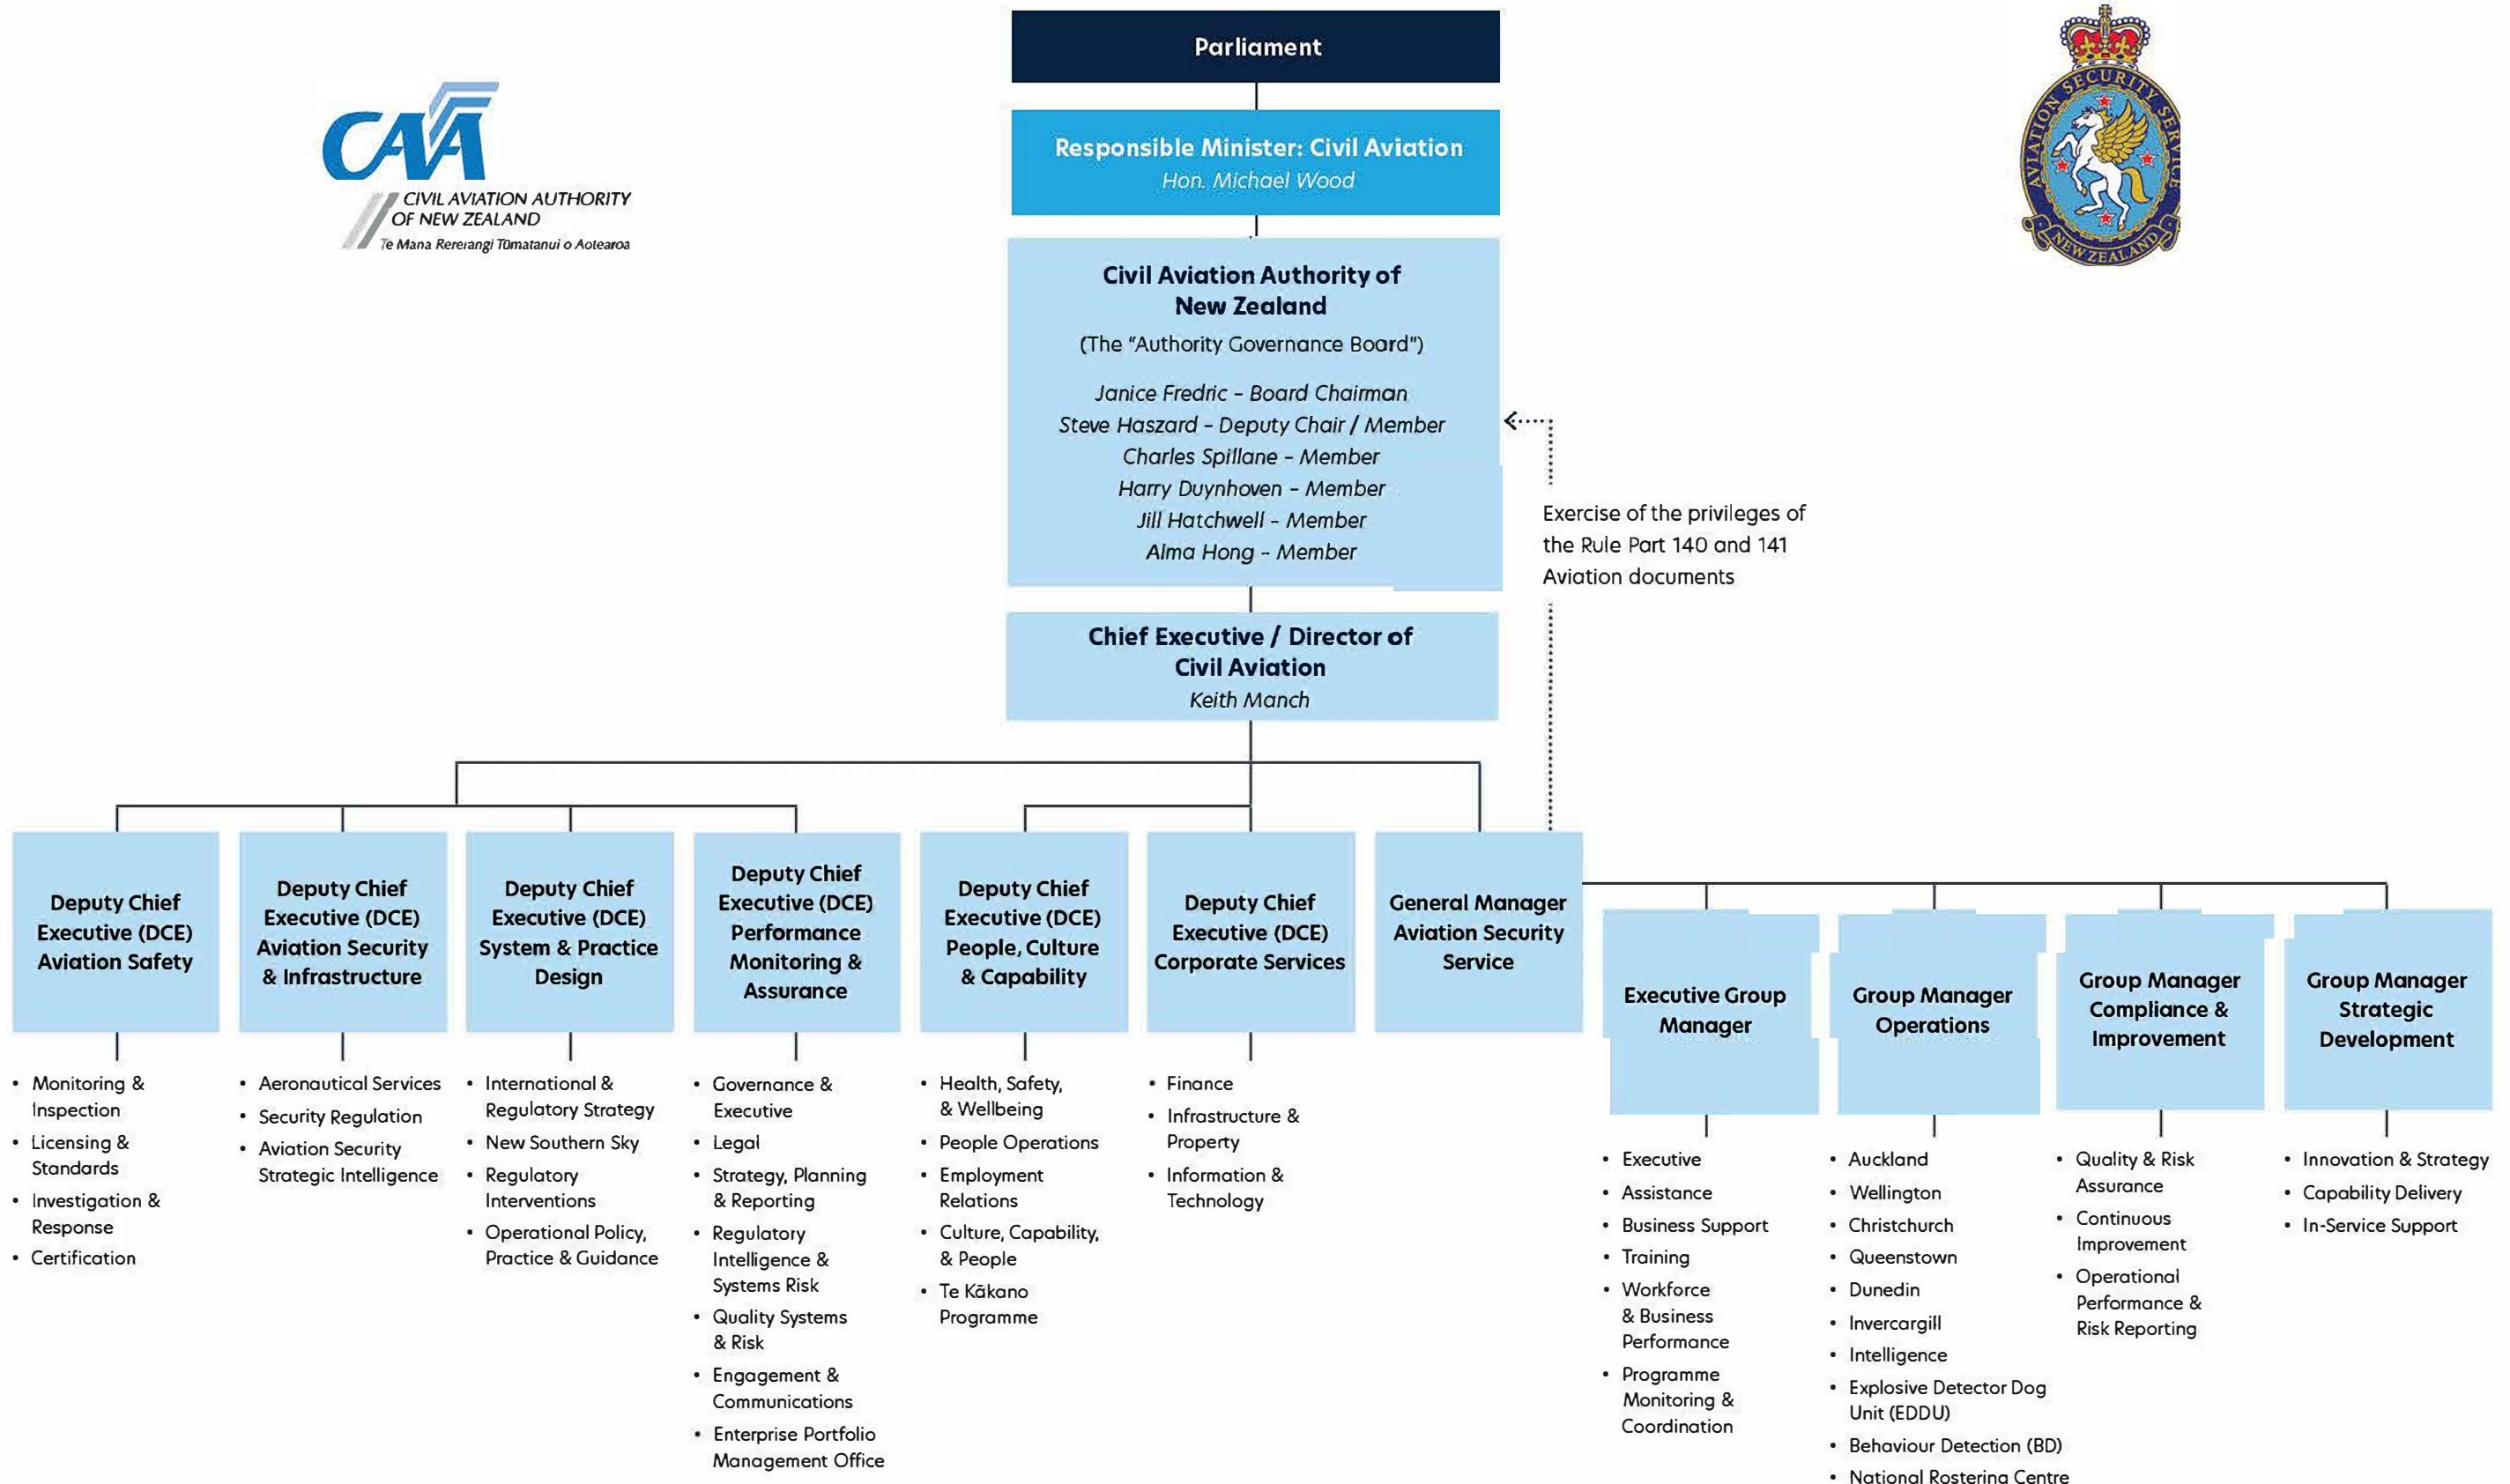 Parliament
Responsible Minister: Civil Aviation
Hon. Michael Wood
CAA
CIVIL AVIATION AUTHORITY
OF NEW ZEALAND
Te Mana Rererangi Tūmatanui o Aotearoa
AVIATION SECURITY SERVICE
NEW ZEALAND
Civil Aviation Authority of
New Zealand
(The “Authority Governance Board”)
Janice Fredric – Board Chairman
Steve Haszard – Deputy Chair / Member
Charles Spillane – Member
Harry Duynhoven – Member
Jill Hatchwell – Member
Alma Hong – Member
Exercise of the privileges of
the Rule Part 140 and 141
Aviation documents
Chief Executive / Director of
Civil Aviation
Keith Manch
Deputy Chief
Executive (DCE)
Aviation Safety
• Monitoring &
Inspection
• Licensing &
Standards
• Investigation &
Response
• Certification
Deputy Chief
Executive (DCE)
Aviation Security
& Infrastructure
• Aeronautical Services
• Security Regulation
• Aviation Security
Strategic Intelligence
Deputy Chief
Executive (DCE)
System & Practice
Design
• International &
Regulatory Strategy
• New Southern Sky
• Regulatory
Interventions
• Operational Policy,
Practice & Guidance
Deputy Chief
Executive (DCE)
Performance
Monitoring &
Assurance
• Governance &
Executive
• Legal
• Strategy, Planning
& Reporting
• Regulatory
Intelligence &
Systems Risk
• Quality Systems
& Risk
• Engagement &
Communications
• Enterprise Portfolio
Management Office
Deputy Chief
Executive (DCE)
People, Culture
& Capability
• Health, Safety,
& Wellbeing
• People Operations
• Employment
Relations
• Culture, Capability,
& People
• Te Kākano
Programme
Deputy Chief
Executive (DCE)
Corporate Services
• Finance
• Infrastructure &
Property
• Information &
Technology
General Manager
Aviation Security
Service
Executive Group
Manager
• Executive
• Assistance
• Business Support
• Training
• Workforce
& Business
Performance
• Programme
Monitoring &
Coordination
Group Manager
Operations
• Auckland
• Wellington
• Christchurch
• Queenstown
• Dunedin
• Invercargill
• Intelligence
• Explosive Detector Dog
Unit (EDDU)
• Behaviour Detection (BD)
• National Rostering Centre
Group Manager
Compliance &
Improvement
• Quality & Risk
Assurance
• Continuous
Improvement
• Operational
Performance &
Risk Reporting
Group Manager
Strategic
Development
• Innovation & Strategy
• Capability Delivery
• In-Service Support